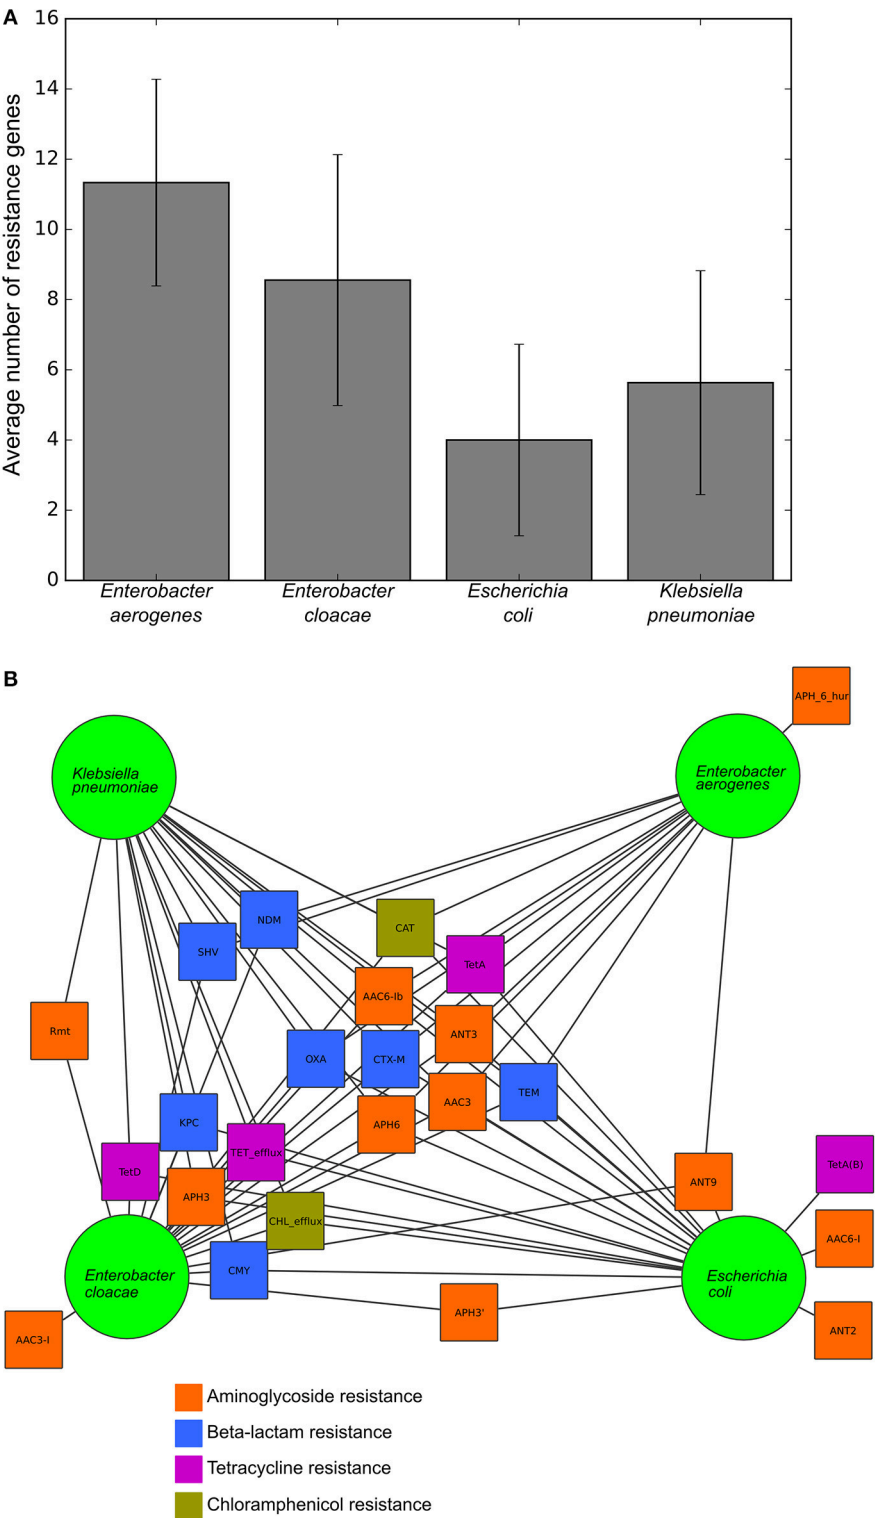 A
Average number of resistance genes
16
14
12
10
8
6
4
2
0
Enterobacter
aerogenes
Enterobacter
cloacae
Escherichia
coli
Klebsiella
pneumoniae
B
APH_6_hur
Klebsiella
pneumoniae
Enterobacter
aerogenes
NDM
CAT
SHV
TetA
AAC6-Ib
Rmt
ANT3
OXA
CTX-M
TEM
AAC3
KPC
APH6
TET_efflux
TetD
TetA(B)
ANT9
APH3
CHL_efflux
AAC6-I
CMY
Enterobacter
cloacae
Escherichia
coli
APH3'
ANT2
AAC3-I
Aminoglycoside resistance
Beta-lactam resistance
Tetracycline resistance
Chloramphenicol resistance